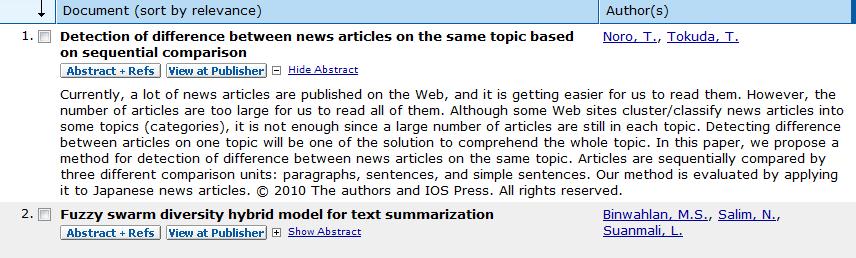 Document (sort by relevance) Author(s)
1. Detection of difference between news articles on the same topic based Noro, T., Tokuda, T.
on sequential comparison
Abstract + Refs View at Publisher Hide Abstract
Currently, a lot of news articles are published on the Web, and it is getting easier for us to read them. However, the
number of articles are too large for us to read all of them. Although some Web sites cluster/classify news articles into
some topics (categories), it is not enough since a large number of articles are still in each topic. Detecting difference
between articles on one topic will be one of the solution to comprehend the whole topic. In this paper, we propose a
method for detection of difference between news articles on the same topic. Articles are sequentially compared by
three different comparison units: paragraphs, sentences, and simple sentences. Our method is evaluated by applying
it to Japanese news articles. © 2010 The authors and IOS Press. All rights reserved.
2. Fuzzy swarm diversity hybrid model for text summarization Binwahlan, M.S., Salim, N.,
Abstract + Refs View at Publisher Show Abstract Suanmali, L.